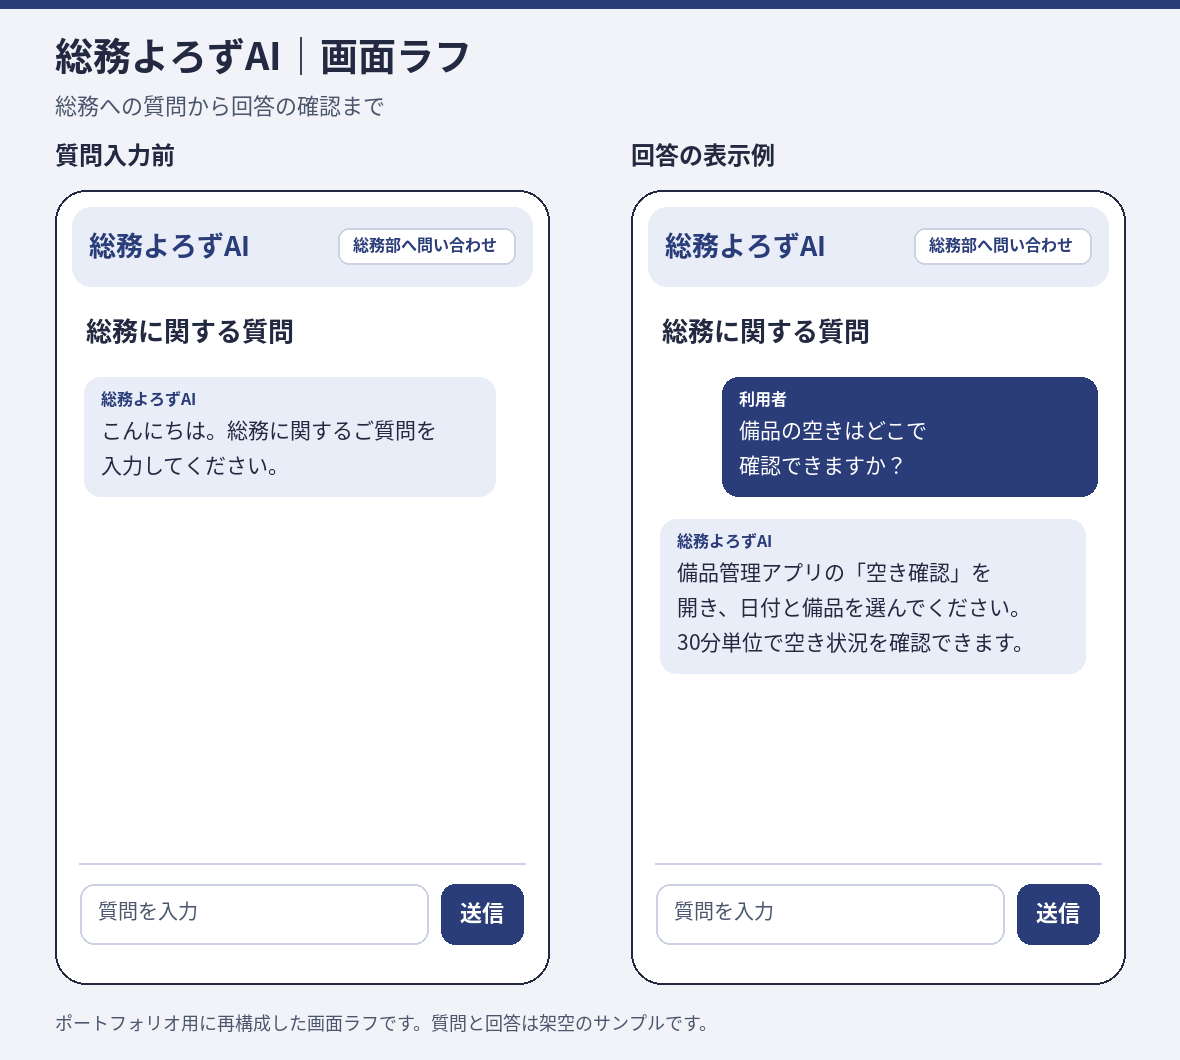 総務よろずAI｜画面ラフ
総務への質問から回答の確認まで
質問入力前
総務よろずAI
総務部へ問い合わせ
総務に関する質問
総務よろずAI
こんにちは。総務に関するご質問を
入力してください。
質問を入力
送信
回答の表示例
総務よろずAI
総務部へ問い合わせ
総務に関する質問
利用者
備品の空きはどこで
確認できますか？
総務よろずAI
備品管理アプリの「空き確認」を
開き、日付と備品を選んでください。
30分単位で空き状況を確認できます。
質問を入力
送信
ポートフォリオ用に再構成した画面ラフです。質問と回答は架空のサンプルです。